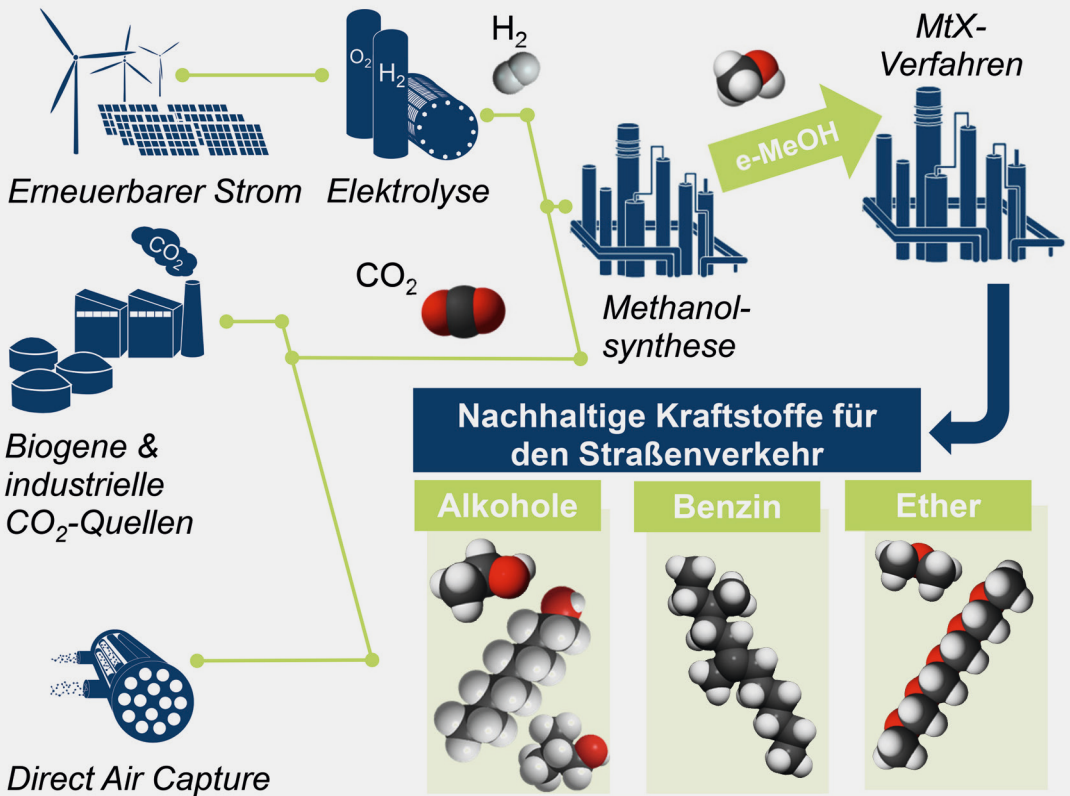 H₂
MtX-
Verfahren
O₂
H₂
e-MeOH
Erneuerbarer Strom
Elektrolyse
CO₂
CO₂
Methanol-
synthese
Biogene &
industrielle
CO₂-Quellen
Nachhaltige Kraftstoffe für
den Straßenverkehr
Alkohole
Benzin
Ether
Direct Air Capture